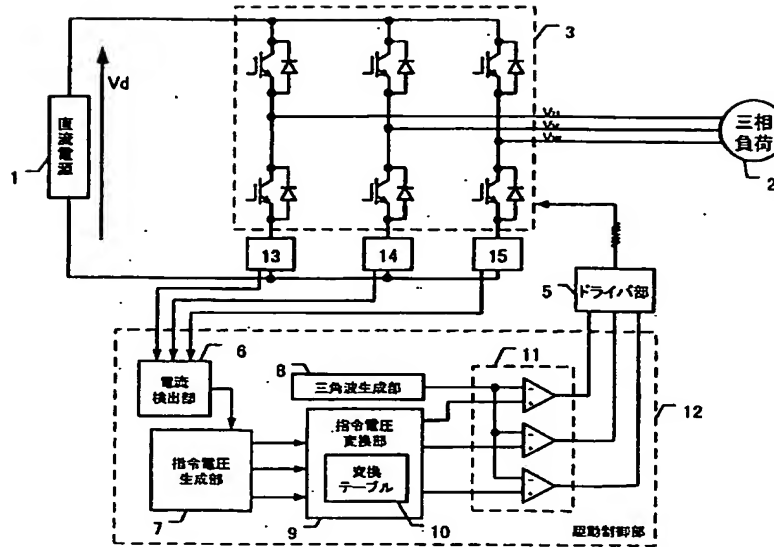 3
Vd
直流
電源
1
Vu
Vv
Vw
三相
負荷
2
13
14
15
5
ドライバ部
6
電流
検出部
8
三角波生成部
11
12
指令電圧
生成部
7
指令電圧
変換部
変換
テーブル
9
10
駆動制御部